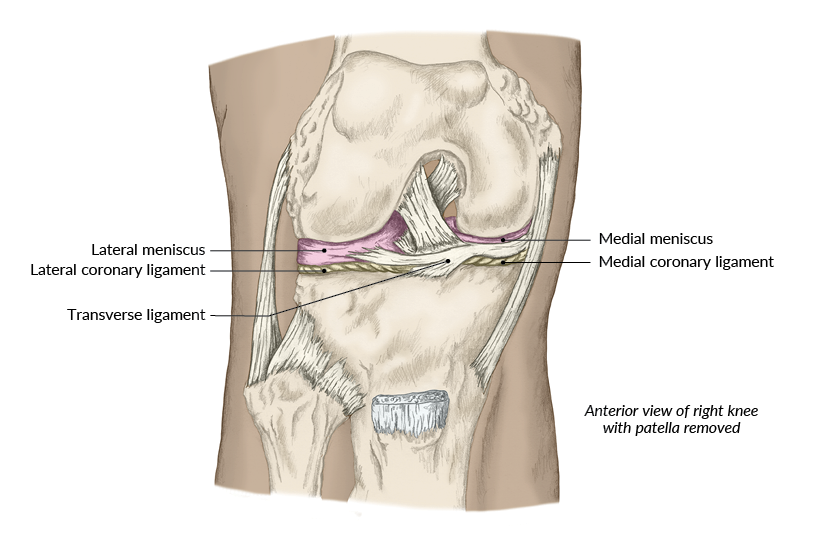 Lateral meniscus
Lateral coronary ligament
Transverse ligament
Medial meniscus
Medial coronary ligament
Anterior view of right knee
with patella removed